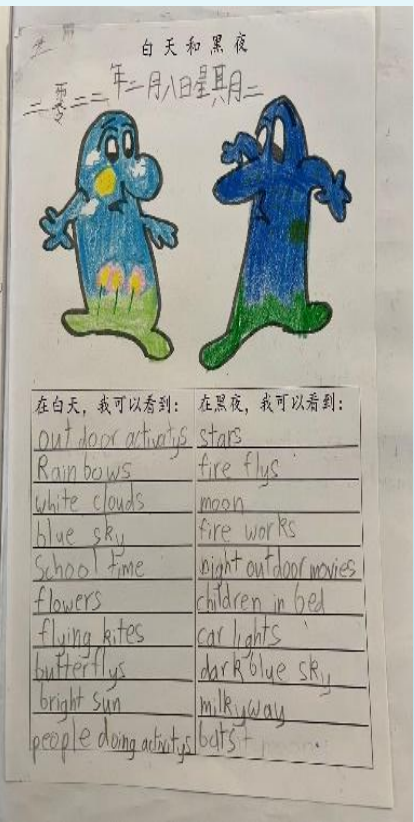 白天和黑夜
二零二二年二月八日星期二
在白天，我可以看到：
out door activatys
Rainbows
white clouds
blue sky
School time
flowers
flying kites
butterflys
bright sun
people doing activitys
在黑夜，我可以看到：
stars
fire flys
moon
fire works
night outdoor movies
children in bed
car lights
dark blue sky
milkyway
bats